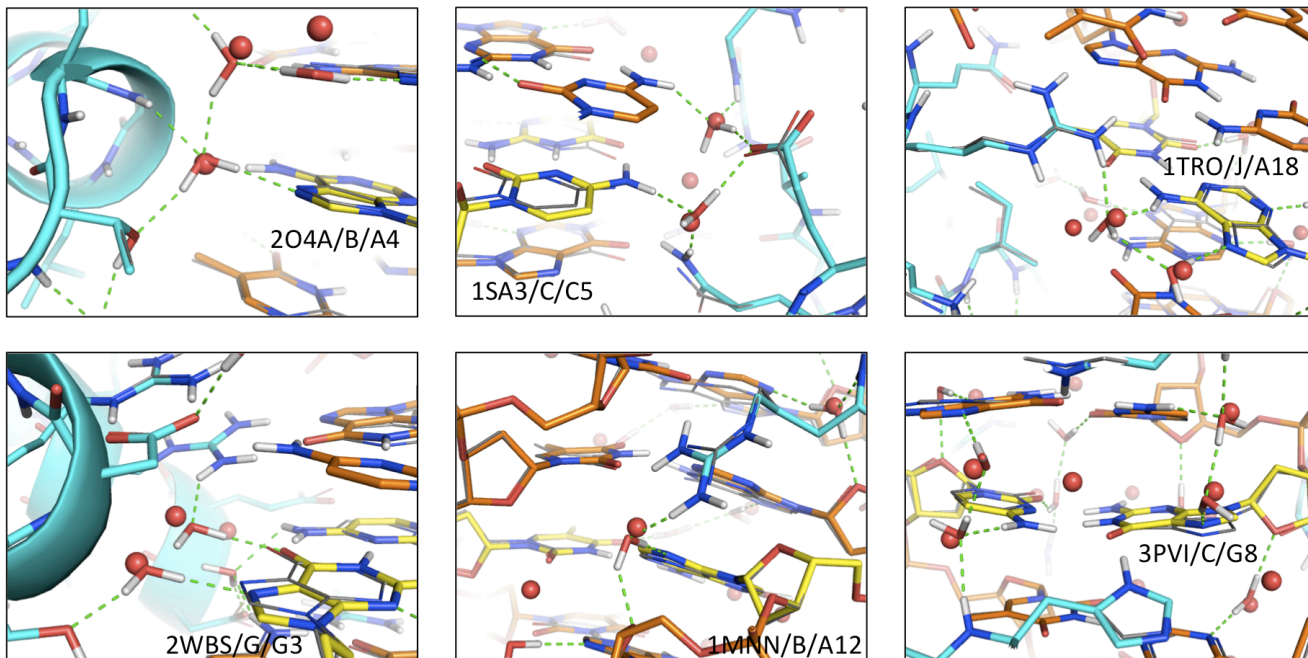 2O4A/B/A4
1SA3/C/C5
1TRO/J/A18
2WBS/G/G3
1MNN/B/A12
3PVI/C/G8